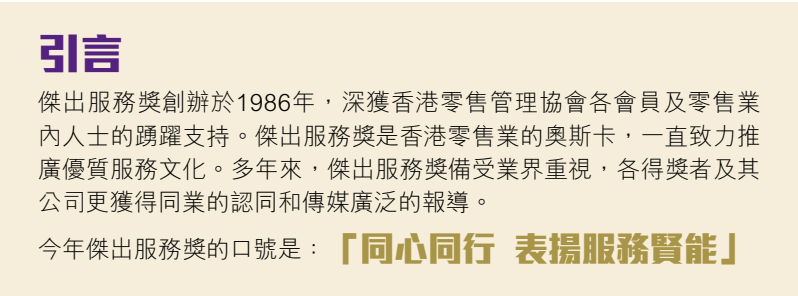 引言
傑出服務獎創辦於1986年，深獲香港零售管理協會各會員及零售業
內人士的踴躍支持。傑出服務獎是香港零售業的奧斯卡，一直致力推
廣優質服務文化。多年來，傑出服務獎備受業界重視，各得獎者及其
公司更獲得同業的認同和傳媒廣泛的報導。
今年傑出服務獎的口號是：「同心同行 表揚服務賢能」